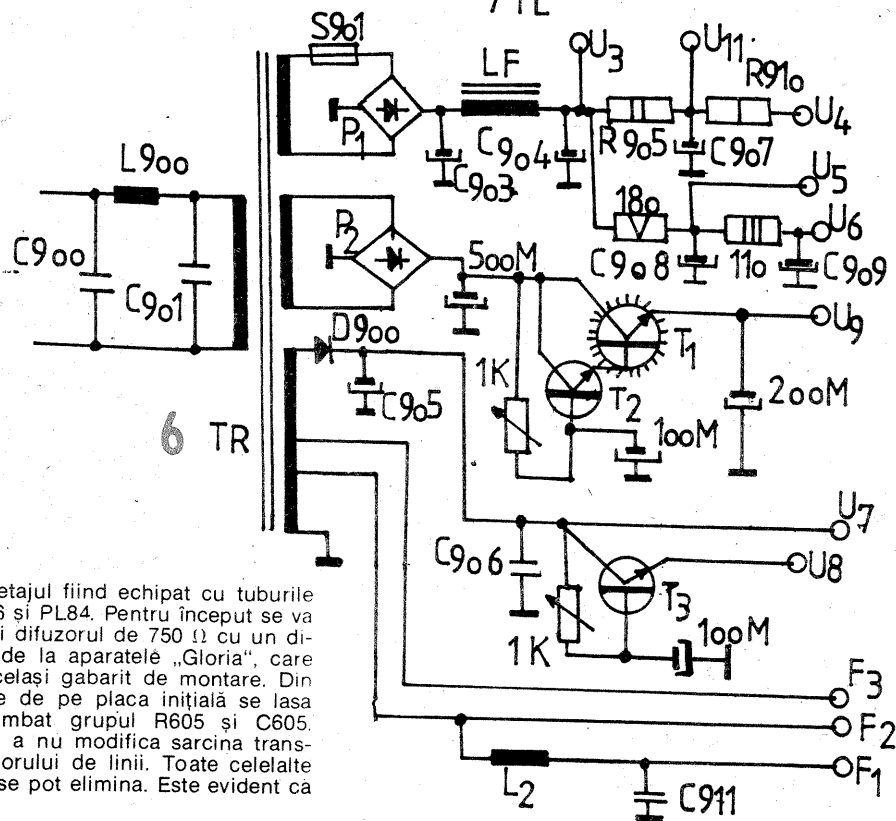 S901
P1
LF
U3
U11
R910
U4
R905
C904
C903
C907
U5
180
U6
C908
110
C909
L900
C900
C901
P2
500M
D900
C905
T1
U9
1K
T2
100M
200M
6 TR
U7
C906
U8
T3
1K
100M
F3
F2
F1
L2
C911
etajul fiind echipat cu tuburile
și PL84. Pentru început se va
difuzorul de 750 Ω cu un di-
de la aparatele „Gloria“, care
celași gabarit de montare. Din
de pe placa inițială se lasa
mbat grupul R605 și C605.
a nu modifica sarcina trans-
orului de linii. Toate celelalte
se pot elimina. Este evident că